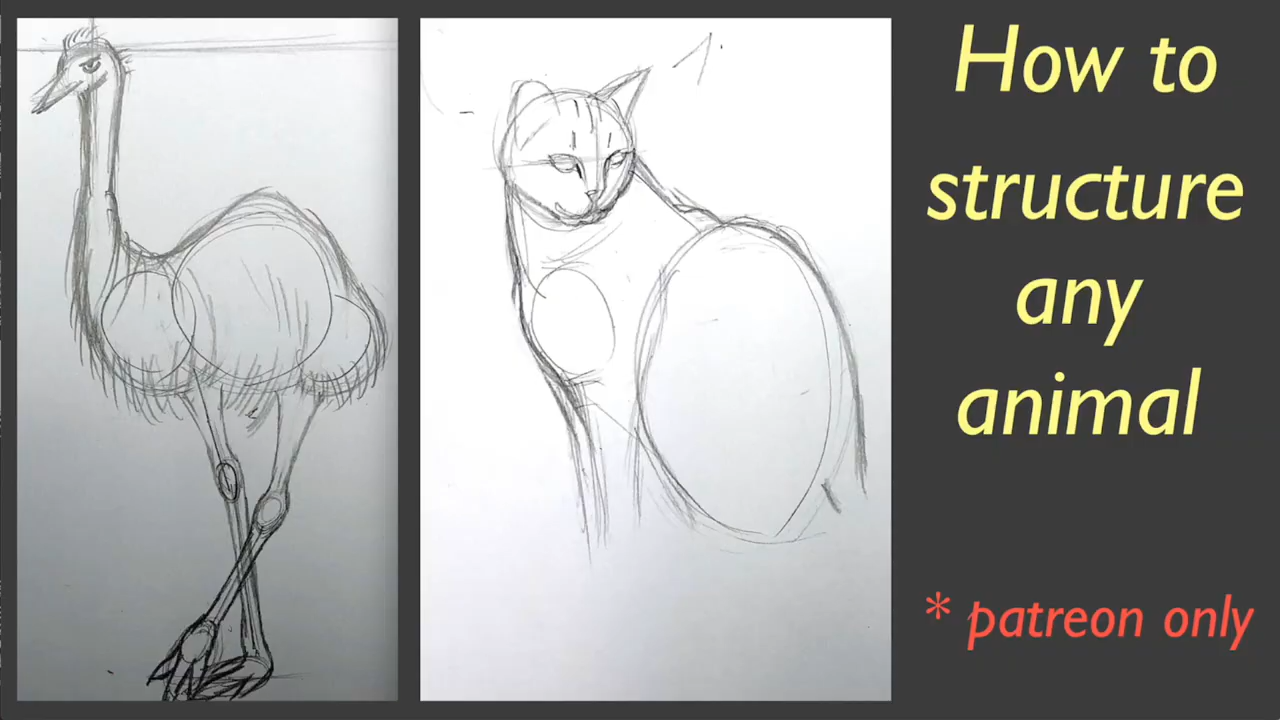 How to
structure
any
animal
* patreon only